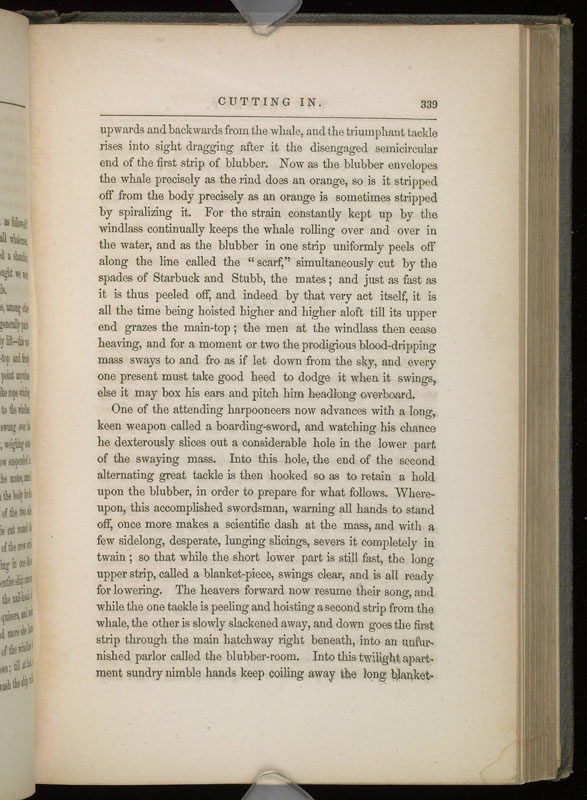 CUTTING IN. 339
upwards and backwards from the whale, and the triumphant tackle
rises into sight dragging after it the disengaged semicircular
end of the first strip of blubber. Now as the blubber envelopes
the whale precisely as the rind does an orange, so is it stripped
off from the body precisely as an orange is sometimes stripped
by spiralizing it. For the strain constantly kept up by the
windlass continually keeps the whale rolling over and over in
the water, and as the blubber in one strip uniformly peels off
along the line called the “scarf,” simultaneously cut by the
spades of Starbuck and Stubb, the mates; and just as fast as
it is thus peeled off, and indeed by that very act itself, it is
all the time being hoisted higher and higher aloft till its upper
end grazes the main-top; the men at the windlass then cease
heaving, and for a moment or two the prodigious blood-dripping
mass sways to and fro as if let down from the sky, and every
one present must take good heed to dodge it when it swings,
else it may box his ears and pitch him headlong overboard.
One of the attending harpooneers now advances with a long,
keen weapon called a boarding-sword, and watching his chance
he dexterously slices out a considerable hole in the lower part
of the swaying mass. Into this hole, the end of the second
alternating great tackle is then hooked so as to retain a hold
upon the blubber, in order to prepare for what follows. Where-
upon, this accomplished swordsman, warning all hands to stand
off, once more makes a scientific dash at the mass, and with a
few sidelong, desperate, lunging slicings, severs it completely in
twain; so that while the short lower part is still fast, the long
upper strip, called a blanket-piece, swings clear, and is all ready
for lowering. The heavers forward now resume their song, and
while the one tackle is peeling and hoisting a second strip from the
whale, the other is slowly slackened away, and down goes the first
strip through the main hatchway right beneath, into an unfur-
nished parlor called the blubber-room. Into this twilight apart-
ment sundry nimble hands keep coiling away the long blanket-